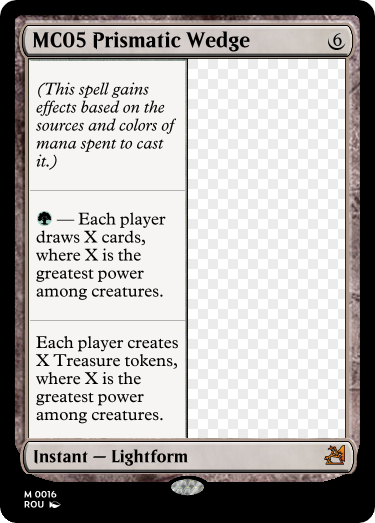 MC05 Prismatic Wedge 6
(This spell gains
effects based on the
sources and colors of
mana spent to cast
it.)
— Each player
draws X cards,
where X is the
greatest power
among creatures.
Each player creates
X Treasure tokens,
where X is the
greatest power
among creatures.
Instant — Lightform
M 0016
ROU